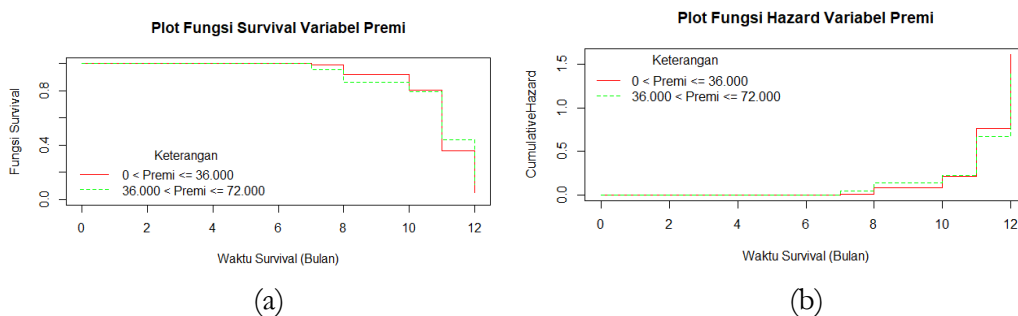 Plot Fungsi Survival Variabel Premi
Fungsi Survival
0.8
0.4
0.0
Keterangan
0 < Premi <= 36.000
36.000 < Premi <= 72.000
0 2 4 6 8 10 12
Waktu Survival (Bulan)
(a)
Plot Fungsi Hazard Variabel Premi
CumulativeHazard
1.5
1.0
0.5
0.0
Keterangan
0 < Premi <= 36.000
36.000 < Premi <= 72.000
0 2 4 6 8 10 12
Waktu Survival (Bulan)
(b)